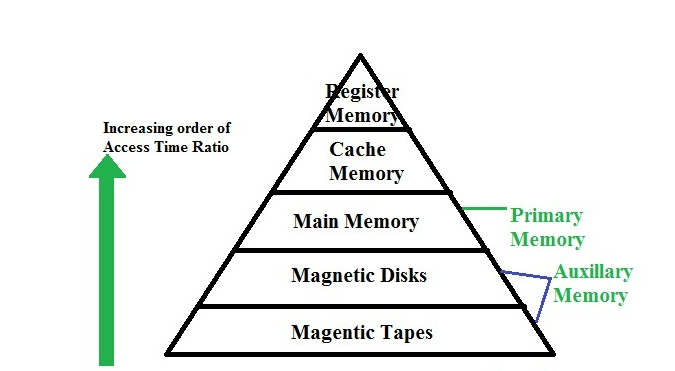 Register
Memory
Increasing order of
Access Time Ratio
Cache
Memory
Main Memory
Primary
Memory
Magnetic Disks
Auxillary
Memory
Magentic Tapes